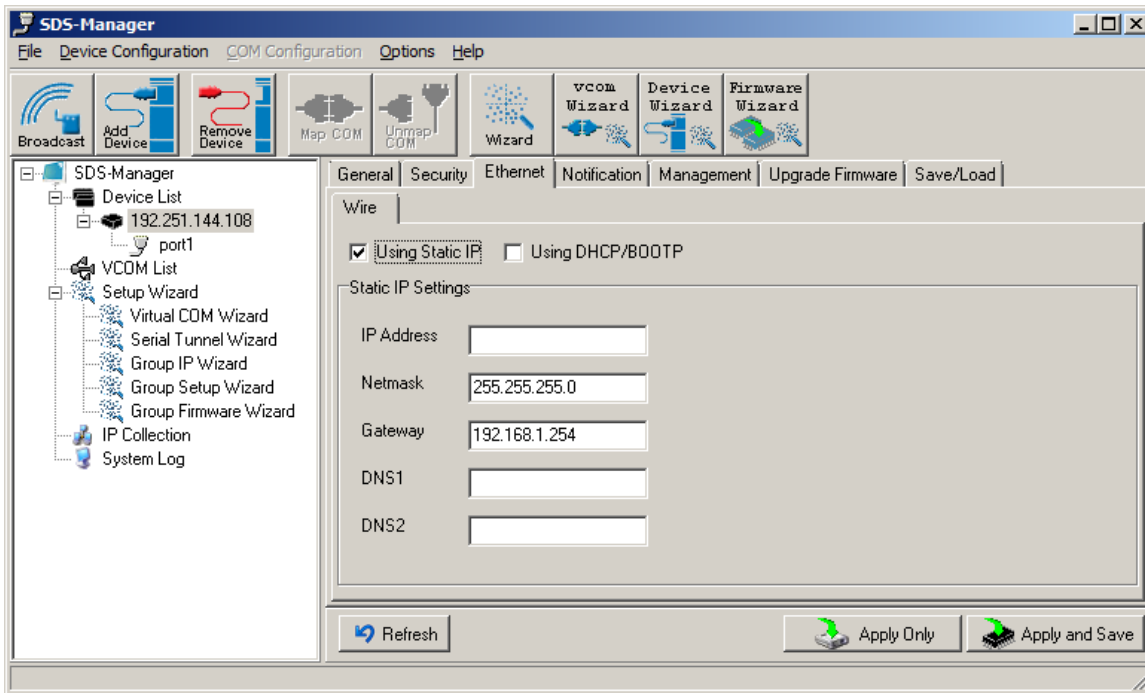 SDS-Manager
File Device Configuration COM Configuration Options Help
Broadcast
Add Device
Remove Device
Map COM
Unmap COM
Wizard
vcom Wizard
Device Wizard
Firmware Wizard
SDS-Manager
Device List
192.251.144.108
port1
VCOM List
Setup Wizard
Virtual COM Wizard
Serial Tunnel Wizard
Group IP Wizard
Group Setup Wizard
Group Firmware Wizard
IP Collection
System Log
General Security Ethernet Notification Management Upgrade Firmware Save/Load
Wire
Using Static IP Using DHCP/BOOTP
Static IP Settings
IP Address
Netmask 255.255.255.0
Gateway 192.168.1.254
DNS1
DNS2
Refresh Apply Only Apply and Save